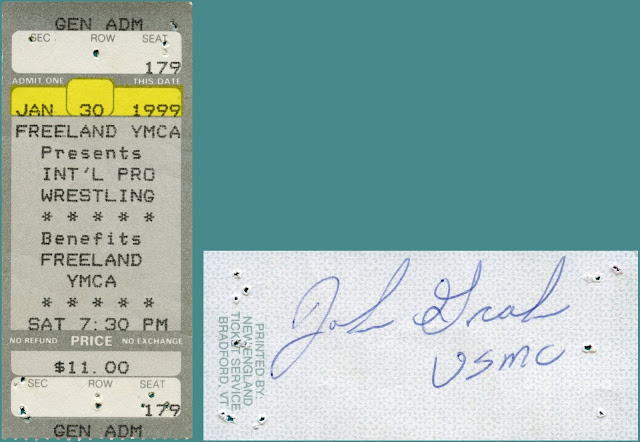 GEN ADM
SEC ROW SEAT
179
ADMIT ONE THIS DATE
JAN 30 1999
FREELAND YMCA
Presents
INT'L PRO
WRESTLING
* * * * *
Benefits
FREELAND
YMCA
* * * * *
SAT 7:30 PM
NO REFUND PRICE NO EXCHANGE
$11.00
SEC ROW SEAT
179
GEN ADM
PRINTED BY:
NEW ENGLAND
TICKET SERVICE
BRADFORD, VT
John
USMC